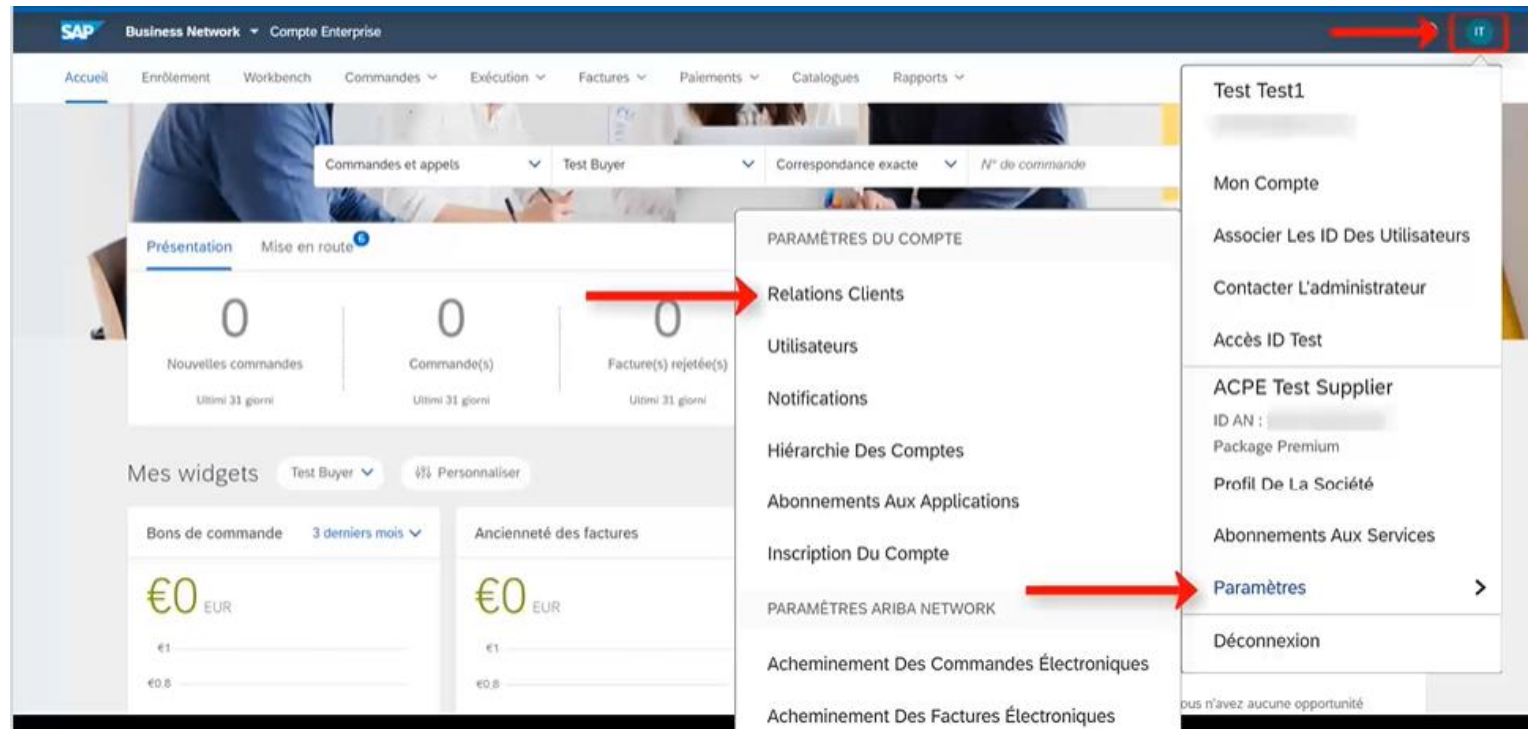 SAP Business Network Compte Enterprise
IT
Accueil Enrôlement Workbench Commandes Exécution Factures Paiements Catalogues Rapports
Commandes et appels Test Buyer Correspondance exacte N° de commande
Présentation Mise en route 6
0 0 0
Nouvelles commandes Commande(s) Facture(s) rejetée(s)
Ultimi 31 giorni Ultimi 31 giorni Ultimi 31 giorni
Mes widgets Test Buyer Personnaliser
Bons de commande 3 derniers mois Ancienneté des factures
€0 EUR €0 EUR
€1 €1
€0.8 €0.8
PARAMÈTRES DU COMPTE
Relations Clients
Utilisateurs
Notifications
Hiérarchie Des Comptes
Abonnements Aux Applications
Inscription Du Compte
PARAMÈTRES ARIBA NETWORK
Acheminement Des Commandes Électroniques
Acheminement Des Factures Électroniques
Test Test1
Mon Compte
Associer Les ID Des Utilisateurs
Contacter L'administrateur
Accès ID Test
ACPE Test Supplier
ID AN :
Package Premium
Profil De La Société
Abonnements Aux Services
Paramètres
Déconnexion
n'avez aucune opportunité